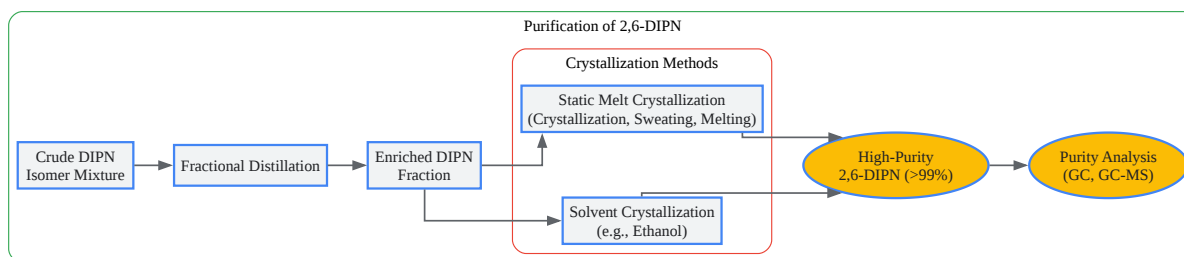 Purification of 2,6-DIPN
Crystallization Methods
Static Melt Crystallization
(Crystallization, Sweating, Melting)
Crude DIPN
Isomer Mixture
Fractional Distillation
Enriched DIPN
Fraction
High-Purity
2,6-DIPN (>99%)
Purity Analysis
(GC, GC-MS)
Solvent Crystallization
(e.g., Ethanol)